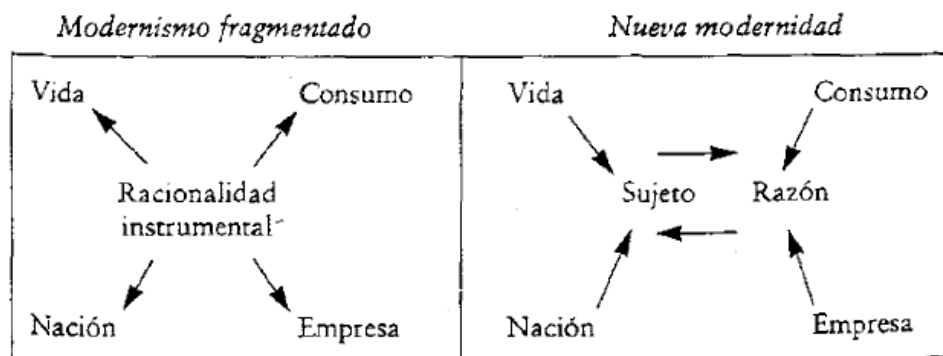 Modernismo fragmentado
Nueva modernidad
Vida
Consumo
Racionalidad
instrumental
Nación
Empresa
Vida
Consumo
Sujeto
Razón
Nación
Empresa